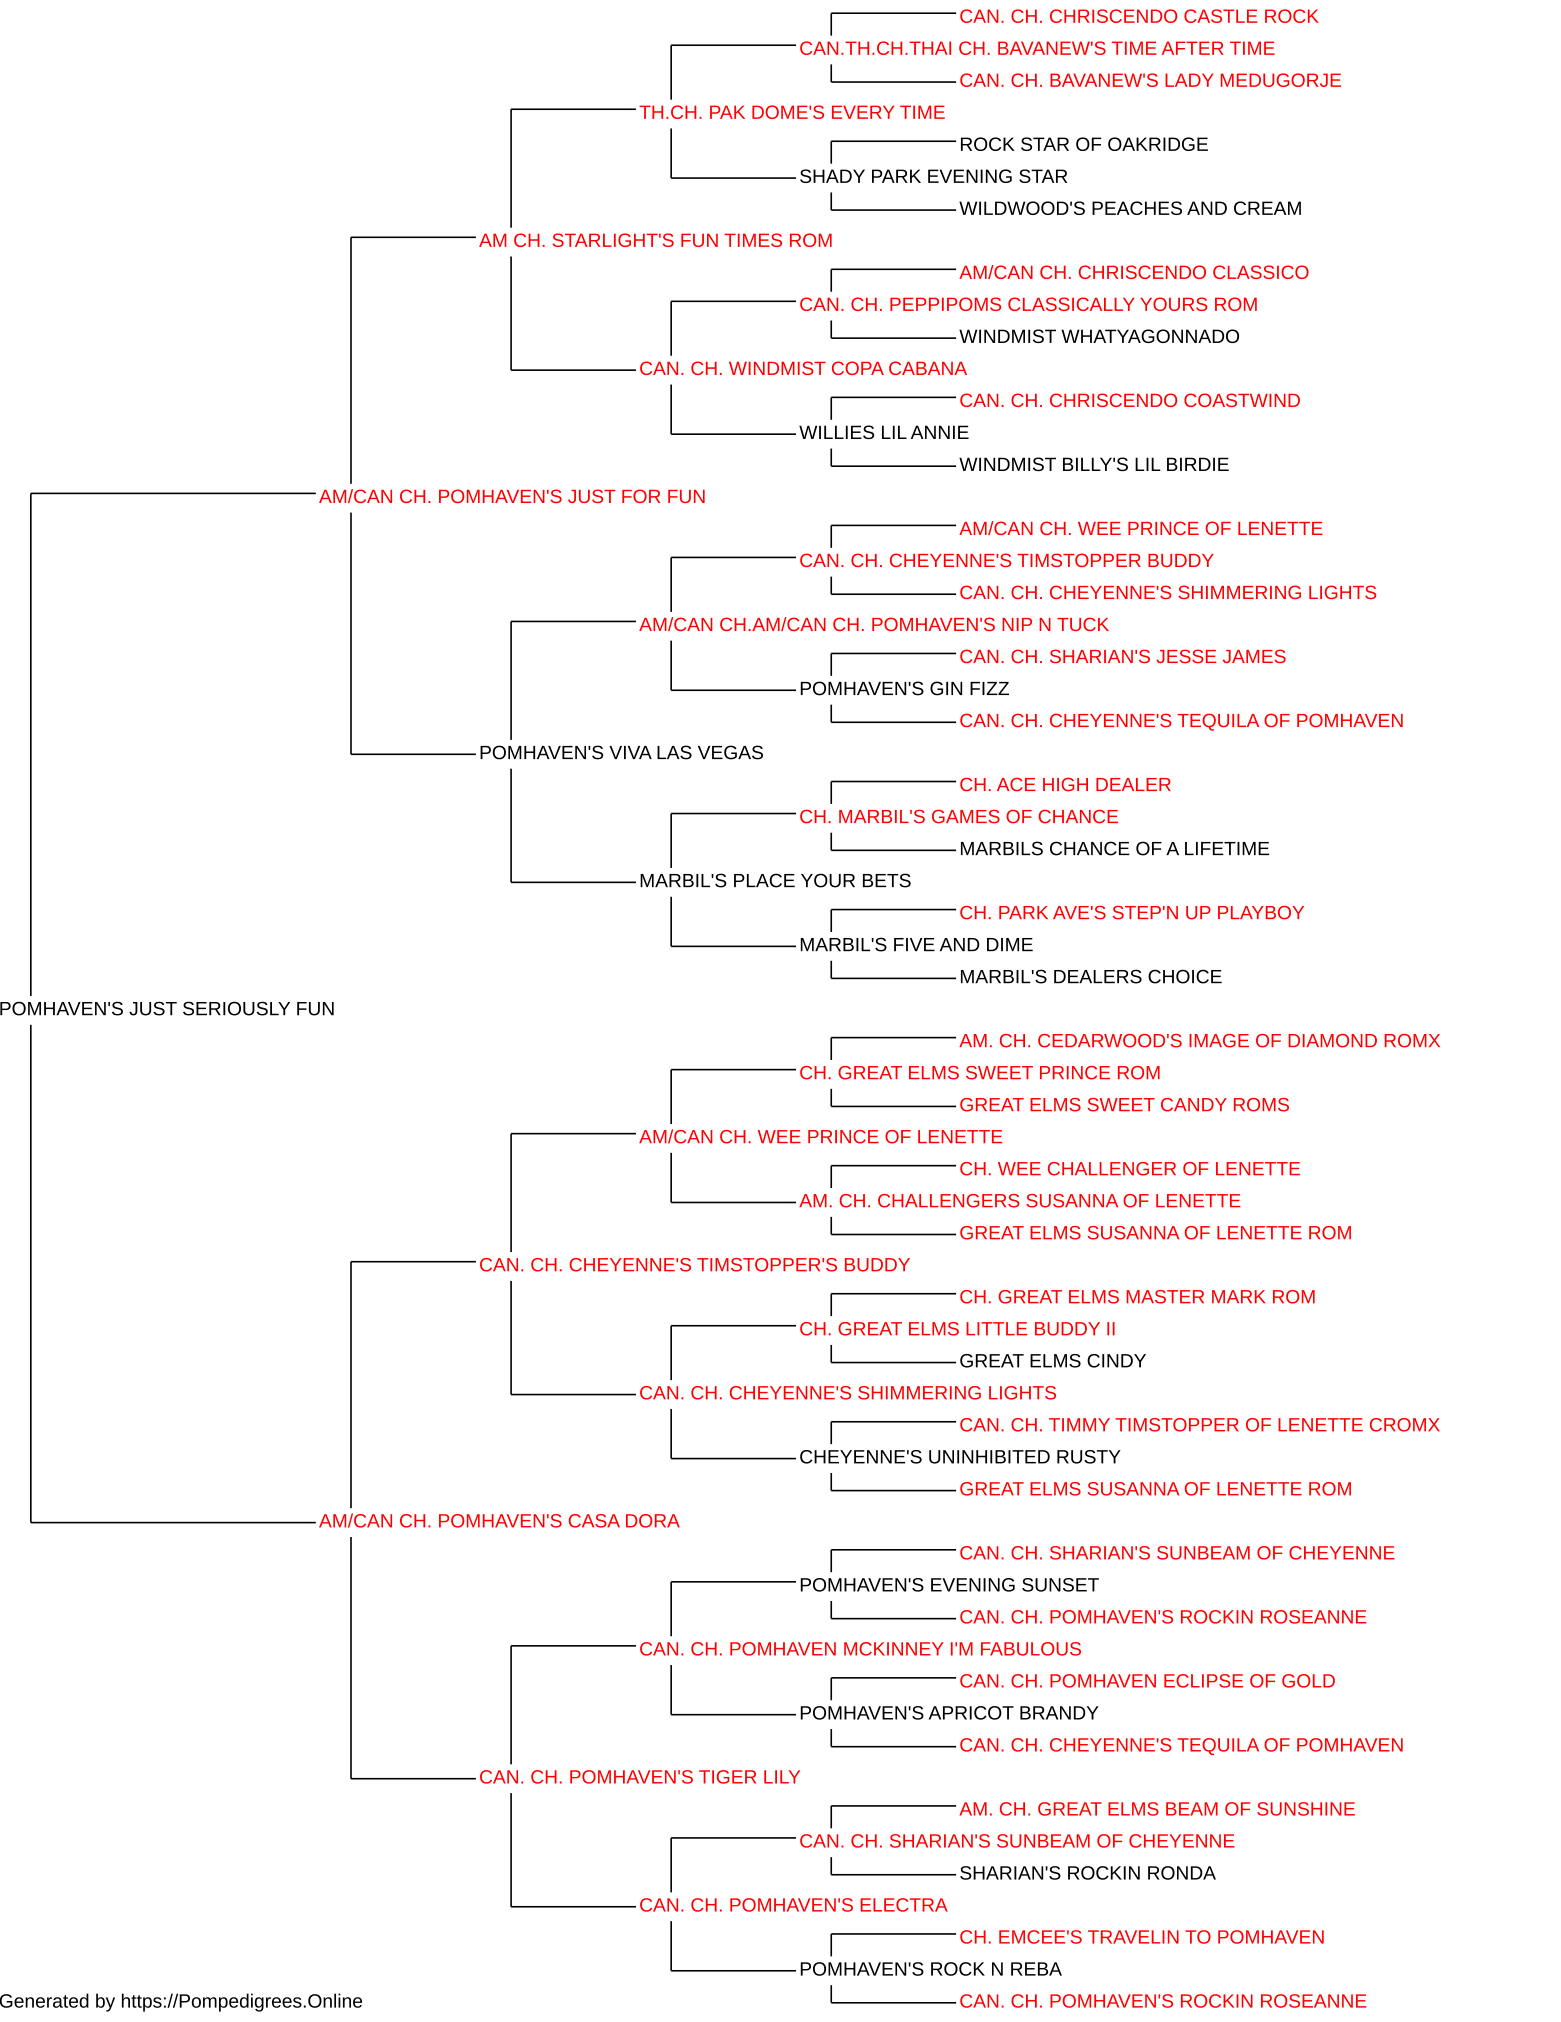 CAN. CH. CHRISCENDO CASTLE ROCK
CAN.TH.CH.THAI CH. BAVANEW'S TIME AFTER TIME
CAN. CH. BAVANEW'S LADY MEDUGORJE
TH.CH. PAK DOME'S EVERY TIME
ROCK STAR OF OAKRIDGE
SHADY PARK EVENING STAR
WILDWOOD'S PEACHES AND CREAM
AM CH. STARLIGHT'S FUN TIMES ROM
AM/CAN CH. CHRISCENDO CLASSICO
CAN. CH. PEPPIPOMS CLASSICALLY YOURS ROM
WINDMIST WHATYAGONNADO
CAN. CH. WINDMIST COPA CABANA
CAN. CH. CHRISCENDO COASTWIND
WILLIES LIL ANNIE
WINDMIST BILLY'S LIL BIRDIE
AM/CAN CH. POMHAVEN'S JUST FOR FUN
AM/CAN CH. WEE PRINCE OF LENETTE
CAN. CH. CHEYENNE'S TIMSTOPPER BUDDY
CAN. CH. CHEYENNE'S SHIMMERING LIGHTS
AM/CAN CH.AM/CAN CH. POMHAVEN'S NIP N TUCK
CAN. CH. SHARIAN'S JESSE JAMES
POMHAVEN'S GIN FIZZ
CAN. CH. CHEYENNE'S TEQUILA OF POMHAVEN
POMHAVEN'S VIVA LAS VEGAS
CH. ACE HIGH DEALER
CH. MARBIL'S GAMES OF CHANCE
MARBILS CHANCE OF A LIFETIME
MARBIL'S PLACE YOUR BETS
CH. PARK AVE'S STEP'N UP PLAYBOY
MARBIL'S FIVE AND DIME
MARBIL'S DEALERS CHOICE
POMHAVEN'S JUST SERIOUSLY FUN
AM. CH. CEDARWOOD'S IMAGE OF DIAMOND ROMX
CH. GREAT ELMS SWEET PRINCE ROM
GREAT ELMS SWEET CANDY ROMS
AM/CAN CH. WEE PRINCE OF LENETTE
CH. WEE CHALLENGER OF LENETTE
AM. CH. CHALLENGERS SUSANNA OF LENETTE
GREAT ELMS SUSANNA OF LENETTE ROM
CAN. CH. CHEYENNE'S TIMSTOPPER'S BUDDY
CH. GREAT ELMS MASTER MARK ROM
CH. GREAT ELMS LITTLE BUDDY II
GREAT ELMS CINDY
CAN. CH. CHEYENNE'S SHIMMERING LIGHTS
CAN. CH. TIMMY TIMSTOPPER OF LENETTE CROMX
CHEYENNE'S UNINHIBITED RUSTY
GREAT ELMS SUSANNA OF LENETTE ROM
AM/CAN CH. POMHAVEN'S CASA DORA
CAN. CH. SHARIAN'S SUNBEAM OF CHEYENNE
POMHAVEN'S EVENING SUNSET
CAN. CH. POMHAVEN'S ROCKIN ROSEANNE
CAN. CH. POMHAVEN MCKINNEY I'M FABULOUS
CAN. CH. POMHAVEN ECLIPSE OF GOLD
POMHAVEN'S APRICOT BRANDY
CAN. CH. CHEYENNE'S TEQUILA OF POMHAVEN
CAN. CH. POMHAVEN'S TIGER LILY
AM. CH. GREAT ELMS BEAM OF SUNSHINE
CAN. CH. SHARIAN'S SUNBEAM OF CHEYENNE
SHARIAN'S ROCKIN RONDA
CAN. CH. POMHAVEN'S ELECTRA
CH. EMCEE'S TRAVELIN TO POMHAVEN
POMHAVEN'S ROCK N REBA
CAN. CH. POMHAVEN'S ROCKIN ROSEANNE
Generated by https://Pompedigrees.Online